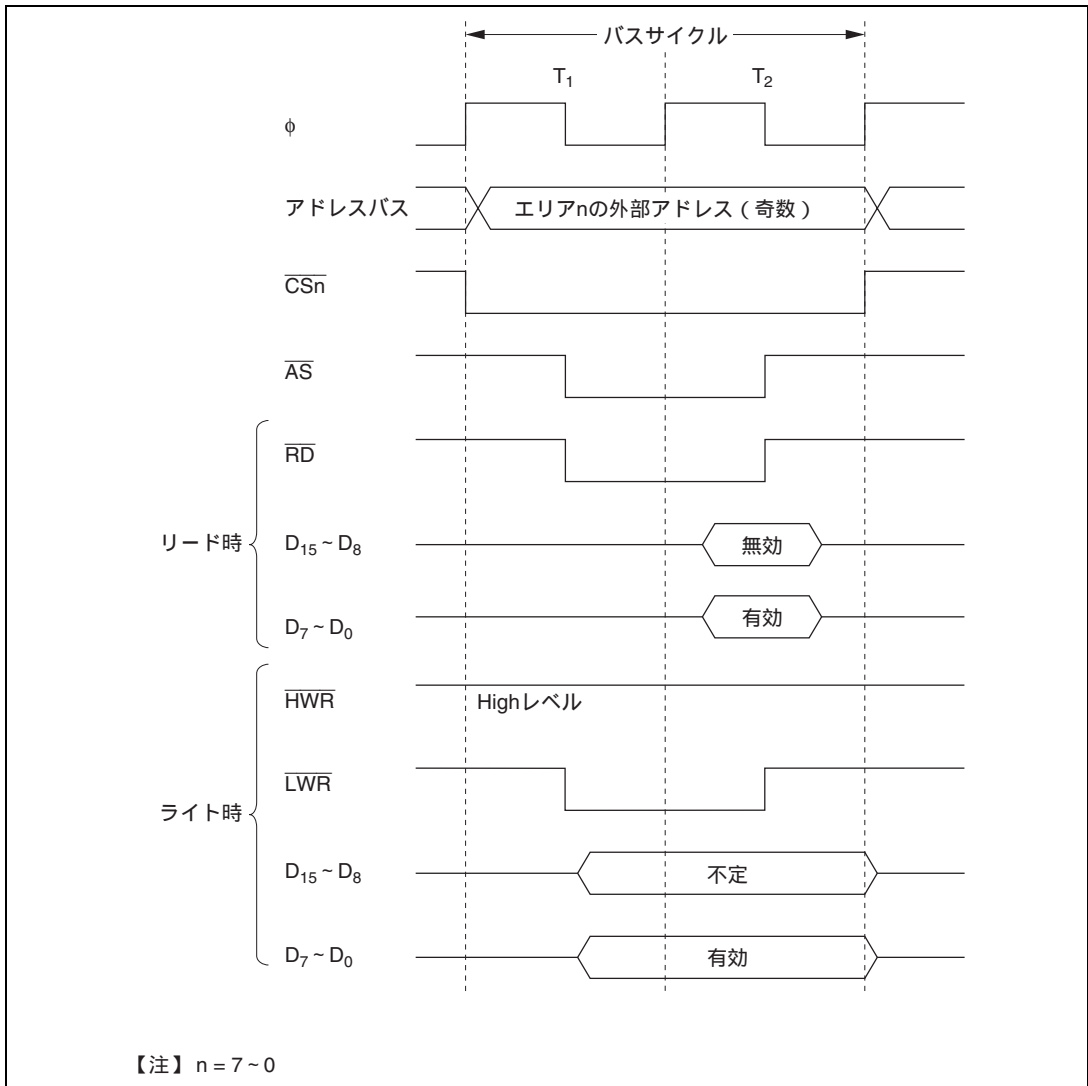 バスサイクル
T1 T2
φ
アドレスバス エリアnの外部アドレス(奇数)
CSn
AS
RD
リード時 D15~D8 無効
D7~D0 有効
HWR Highレベル
LWR
ライト時
D15~D8 不定
D7~D0 有効
【注】n = 7~0